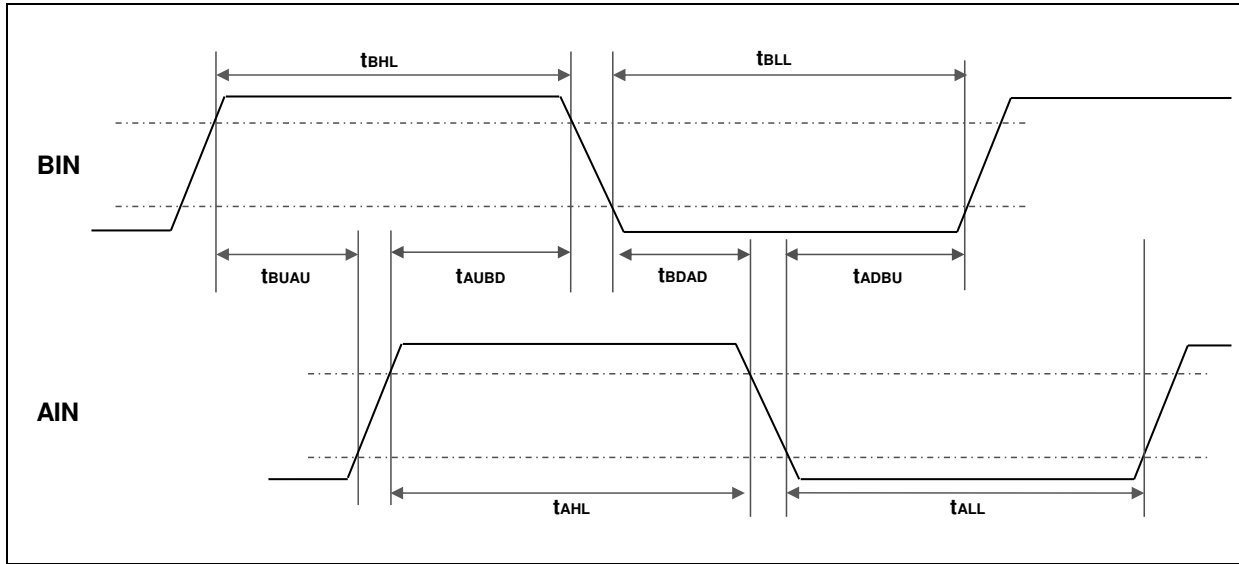 tBHL
tBLL
BIN
tBUAU
tAUBD
tBDAD
tADBU
AIN
tAHL
tALL